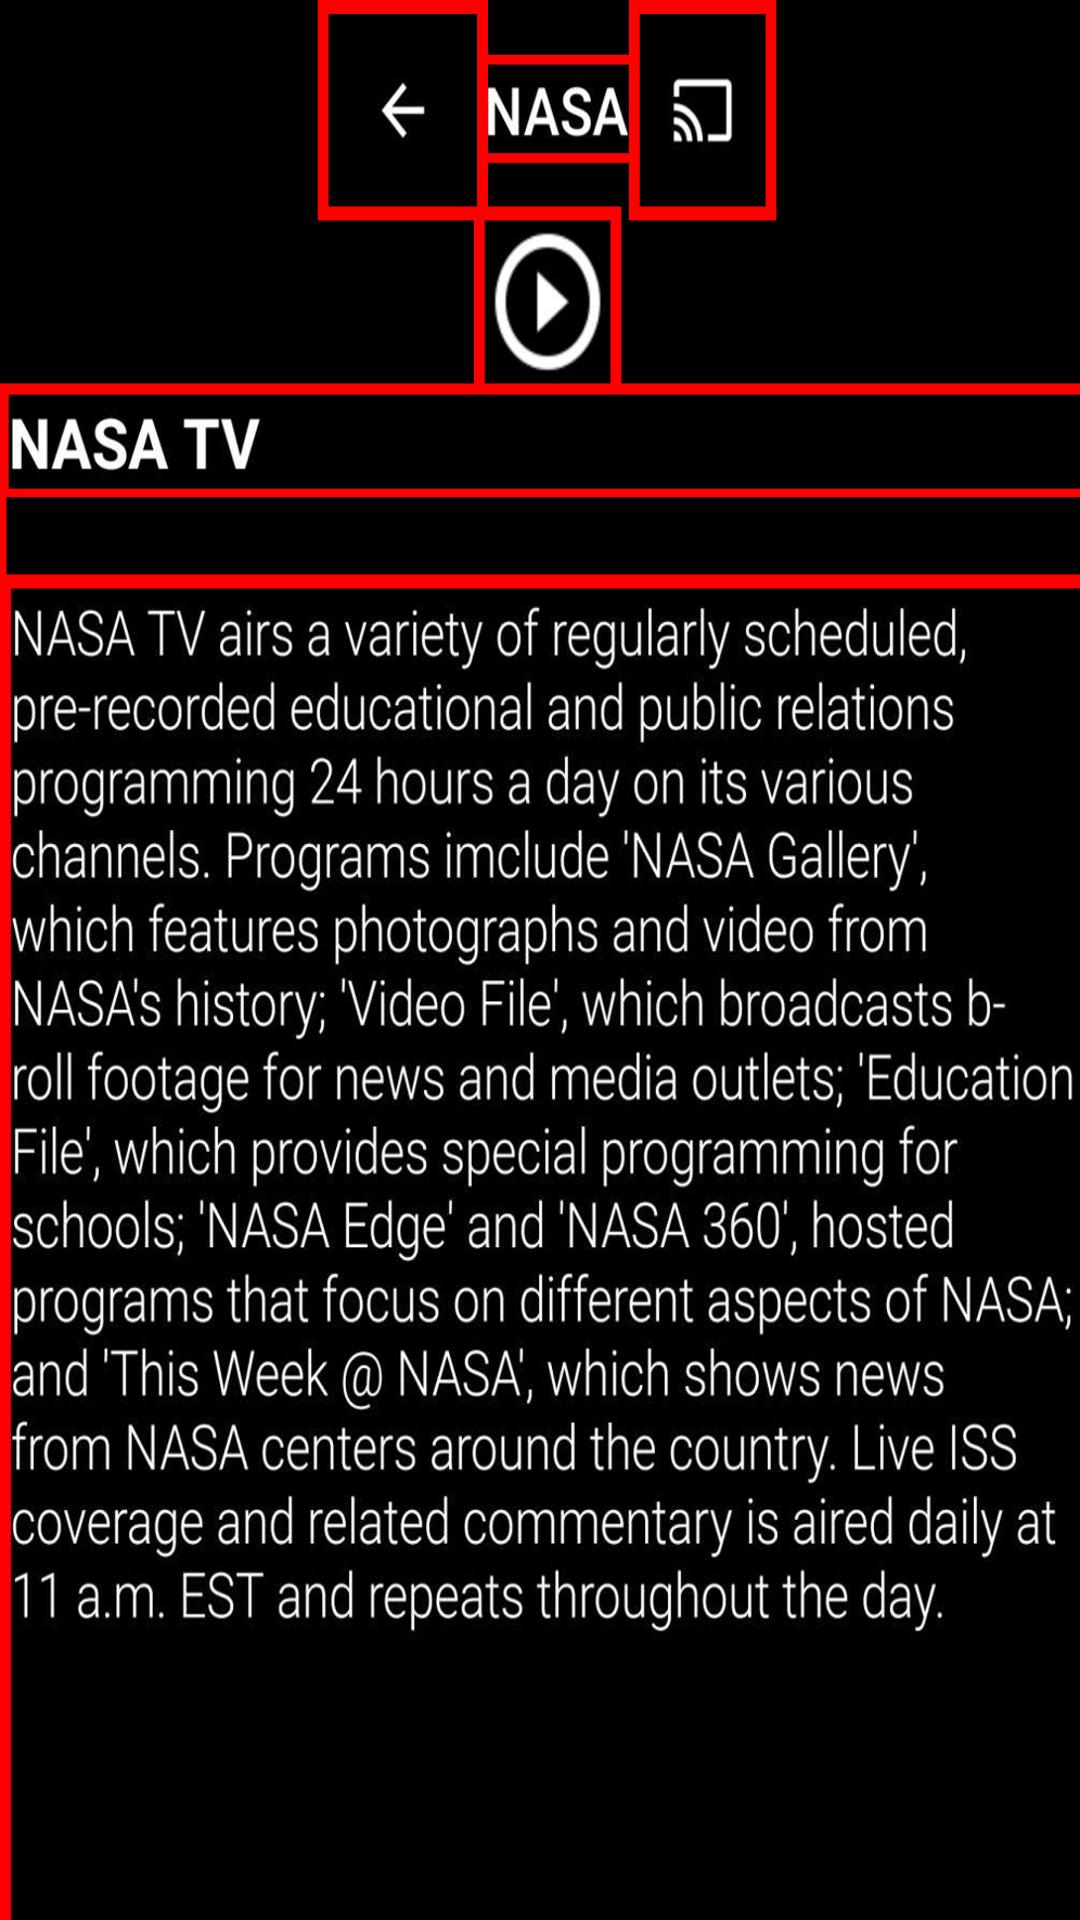 NASA
NASA TV
NASA TV airs a variety of regularly scheduled,
pre-recorded educational and public relations
programming 24 hours a day on its various
channels. Programs imclude 'NASA Gallery',
which features photographs and video from
NASA's history; 'Video File', which broadcasts b-
roll footage for news and media outlets; 'Education
File', which provides special programming for
schools; 'NASA Edge' and 'NASA 360', hosted
programs that focus on different aspects of NASA;
and 'This Week @ NASA', which shows news
from NASA centers around the country. Live ISS
coverage and related commentary is aired daily at
11 a.m. EST and repeats throughout the day.